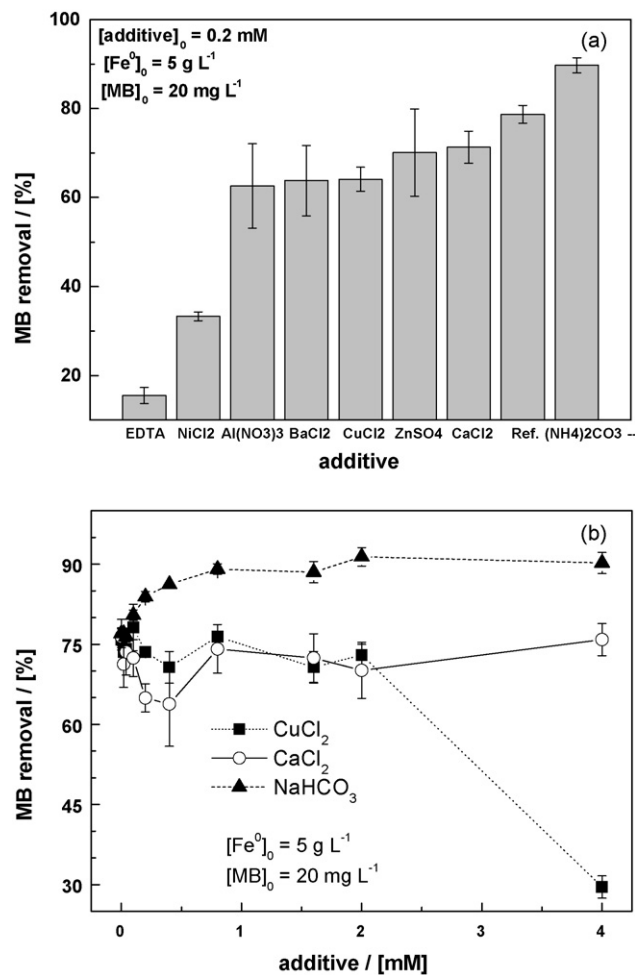 (a)
[additive]₀ = 0.2 mM
[Fe⁰]₀ = 5 g L⁻¹
[MB]₀ = 20 mg L⁻¹
100
80
60
40
20
MB removal / [%]
EDTA NiCl2 Al(NO3)3 BaCl2 CuCl2 ZnSO4 CaCl2 Ref. (NH4)2CO3 --
additive
(b)
90
75
60
45
30
MB removal / [%]
CuCl₂
CaCl₂
NaHCO₃
[Fe⁰]₀ = 5 g L⁻¹
[MB]₀ = 20 mg L⁻¹
0 1 2 3 4
additive / [mM]